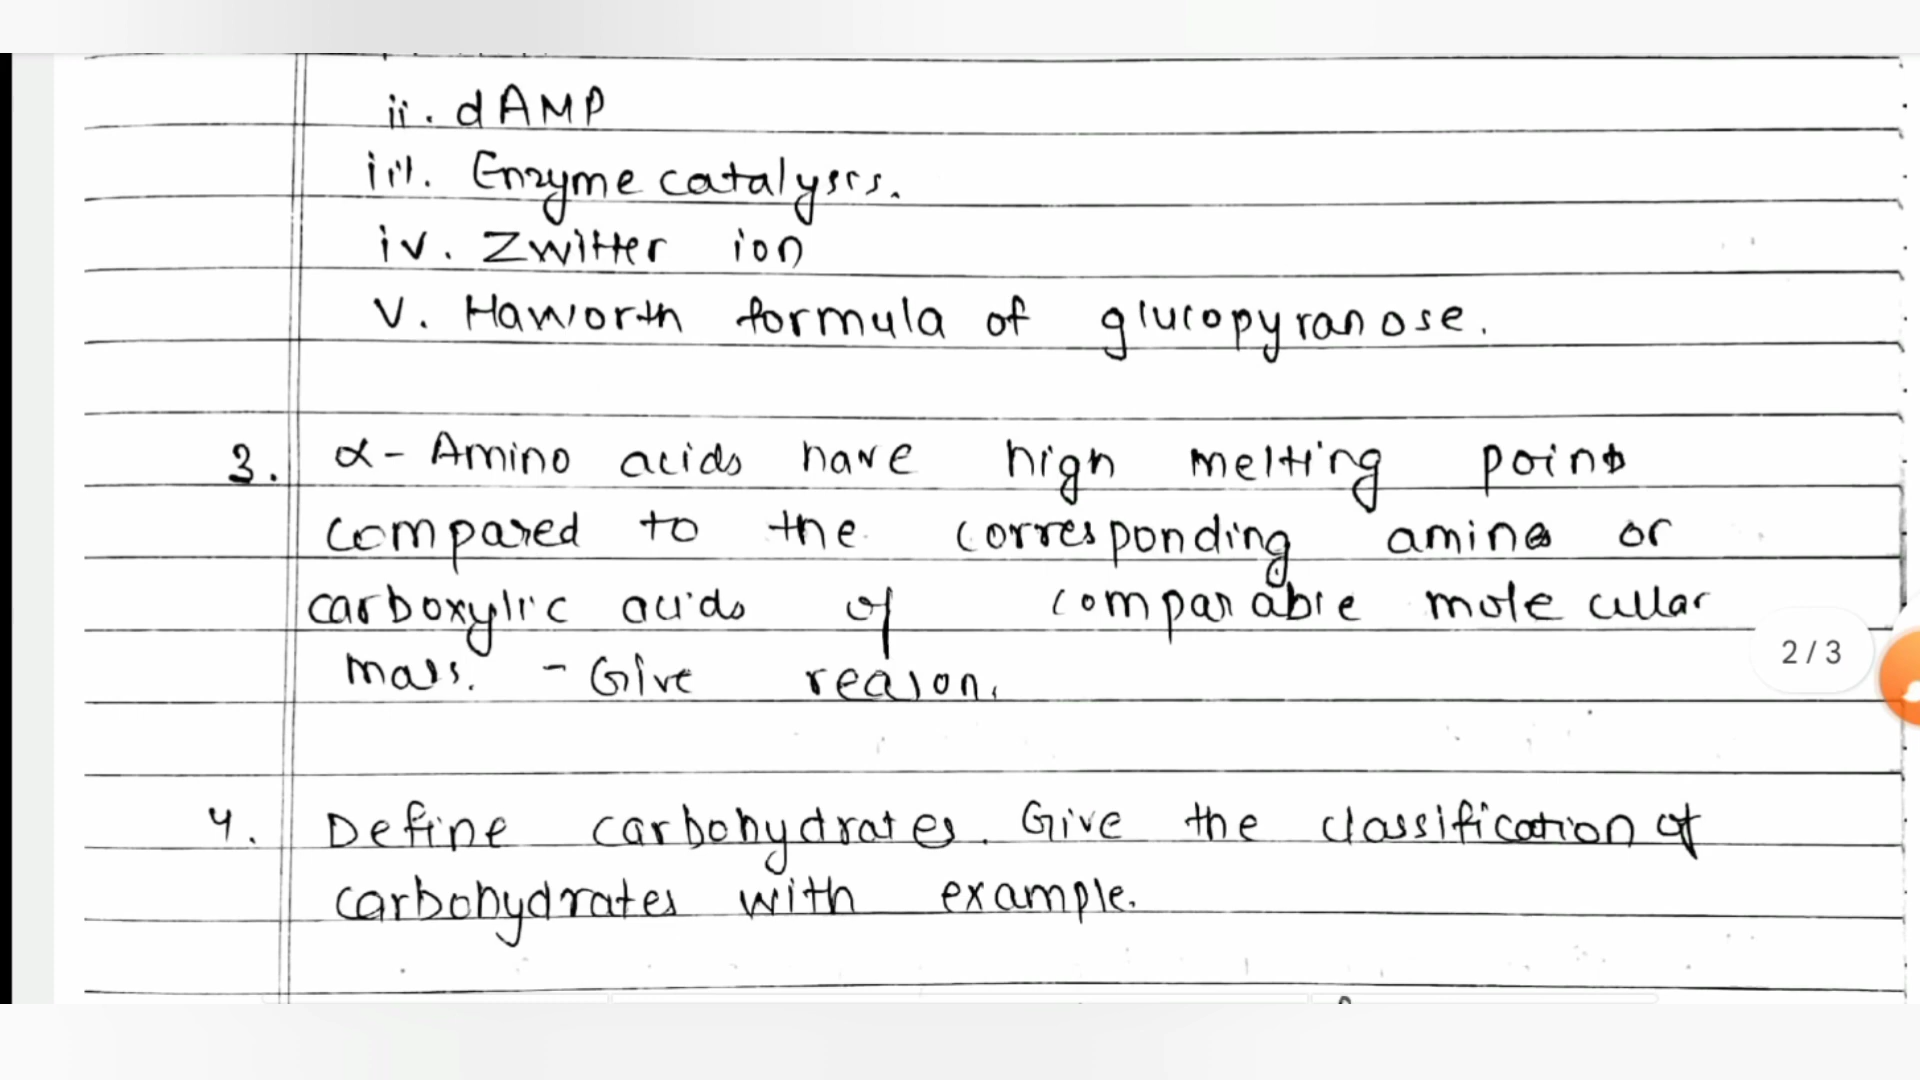 ii. dAMP
iii. Enzyme catalysis.
iv. Zwitter ion
v. Haworth formula of glucopyranose.
3. α- Amino acids have high melting points
compared to the corresponding amines or
carboxylic acids of comparable molecular
mass. - Give reason.
2/3
4. Define carbohydrates. Give the classification of
carbohydrates with example.